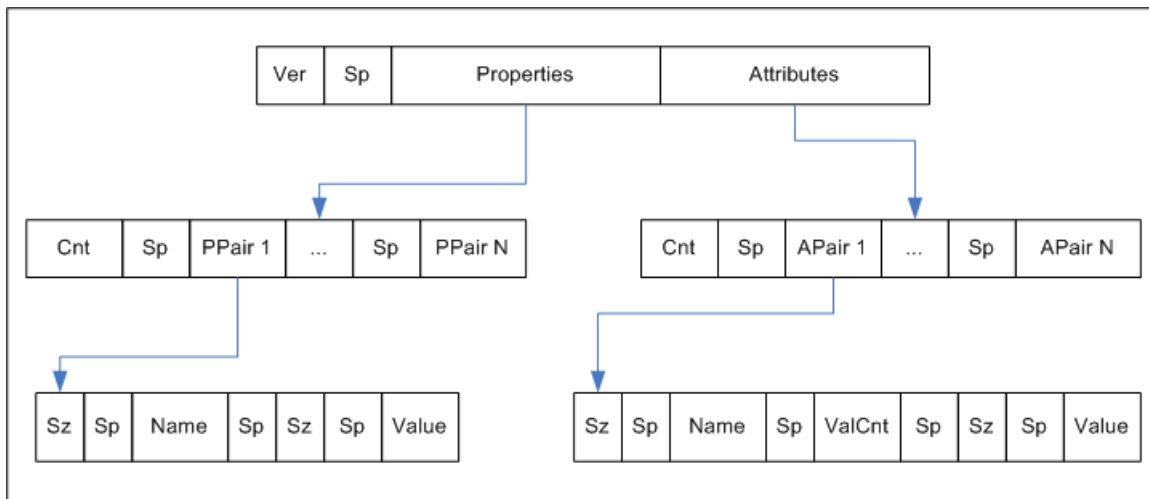 Ver Sp Properties Attributes
Cnt Sp PPair 1 ... Sp PPair N
Cnt Sp APair 1 ... Sp APair N
Sz Sp Name Sp Sz Sp Value
Sz Sp Name Sp ValCnt Sp Sz Sp Value